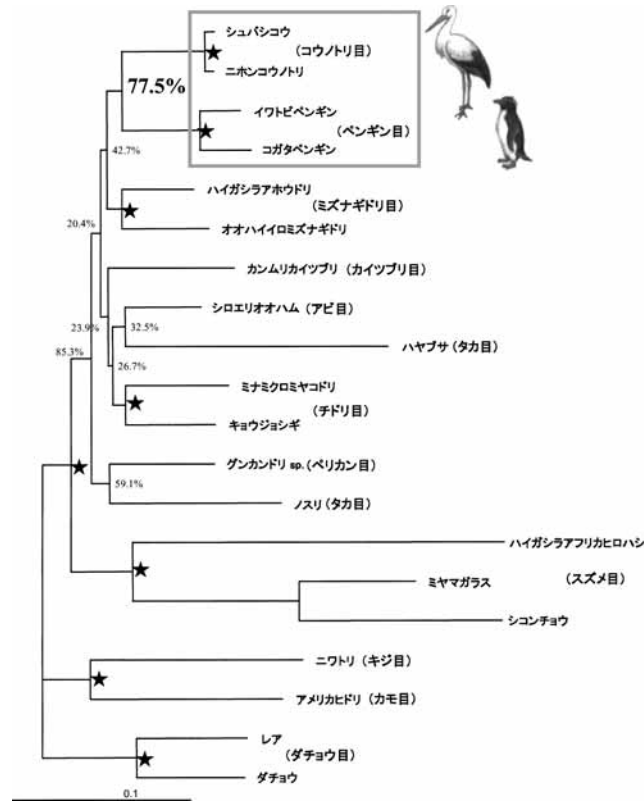 シュバシコウ
(コウノトリ目)
77.5%
ニホンコウノトリ
イワトビペンギン
(ペンギン目)
コガタペンギン
42.7%
ハイガシラアホウドリ
(ミズナギドリ目)
20.4%
オオハイイロミズナギドリ
カンムリカイツブリ (カイツブリ目)
シロエリオオハム (アビ目)
23.9%
32.5%
ハヤブサ (タカ目)
85.3%
26.7%
ミナミクロミヤコドリ
(チドリ目)
キョウジョシギ
グンカンドリ sp. (ペリカン目)
59.1%
ノスリ (タカ目)
ハイガシラアフリカヒロハシ
ミヤマガラス
(スズメ目)
シコンチョウ
ニワトリ (キジ目)
アメリカヒドリ (カモ目)
レア
(ダチョウ目)
ダチョウ
0.1